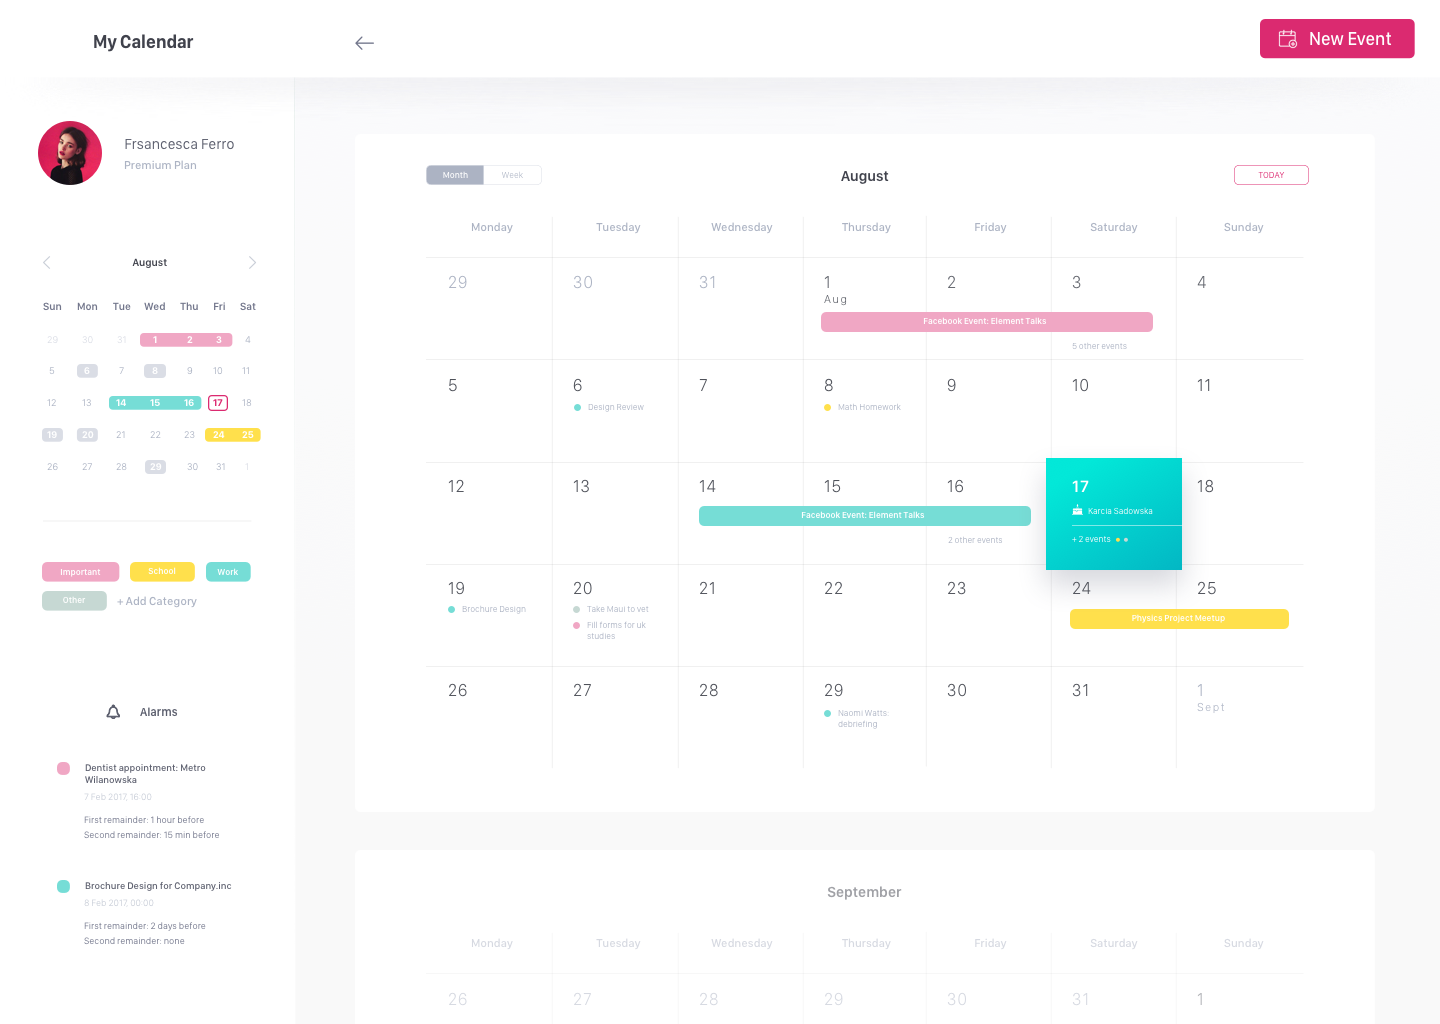 My Calendar
New Event
Frsancesca Ferro
Premium Plan
August
Sun Mon Tue Wed Thu Fri Sat
29 30 31 1 2 3 4
5 6 7 8 9 10 11
12 13 14 15 16 17 18
19 20 21 22 23 24 25
26 27 28 29 30 31 1
Important School Work
Other + Add Category
Alarms
Dentist appointment: Metro
Wilanowska
7 Feb 2017, 16:00
First remainder: 1 hour before
Second remainder: 15 min before
Brochure Design for Company.inc
8 Feb 2017, 00:00
First remainder: 2 days before
Second remainder: none
Month Week
August
TODAY
Monday Tuesday Wednesday Thursday Friday Saturday Sunday
29 30 31 1 2 3 4
Aug
Facebook Event: Element Talks
5 other events
5 6 7 8 9 10 11
Design Review
Math Homework
12 13 14 15 16 17 18
Facebook Event: Element Talks
Karcia Sadowska
2 other events
+ 2 events
19 20 21 22 23 24 25
Brochure Design
Take Maui to vet
Fill forms for uk
studies
Physics Project Meetup
26 27 28 29 30 31 1
Sept
Naomi Watts:
debriefing
September
Monday Tuesday Wednesday Thursday Friday Saturday Sunday
26 27 28 29 30 31 1